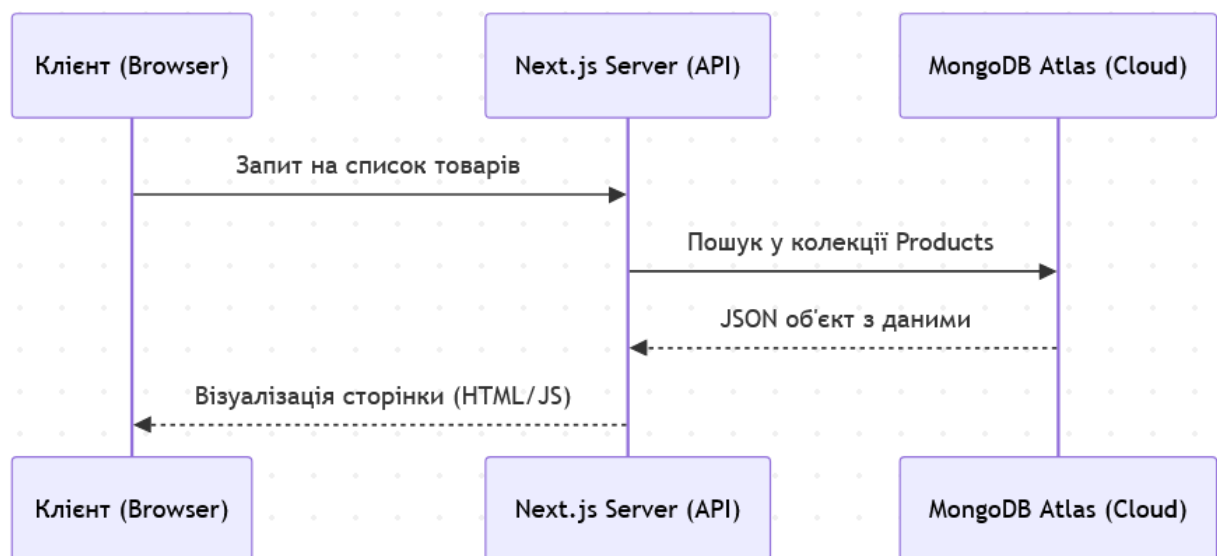 Клієнт (Browser)
Next.js Server (API)
MongoDB Atlas (Cloud)
Запит на список товарів
Пошук у колекції Products
JSON об'єкт з даними
Візуалізація сторінки (HTML/JS)
Клієнт (Browser)
Next.js Server (API)
MongoDB Atlas (Cloud)